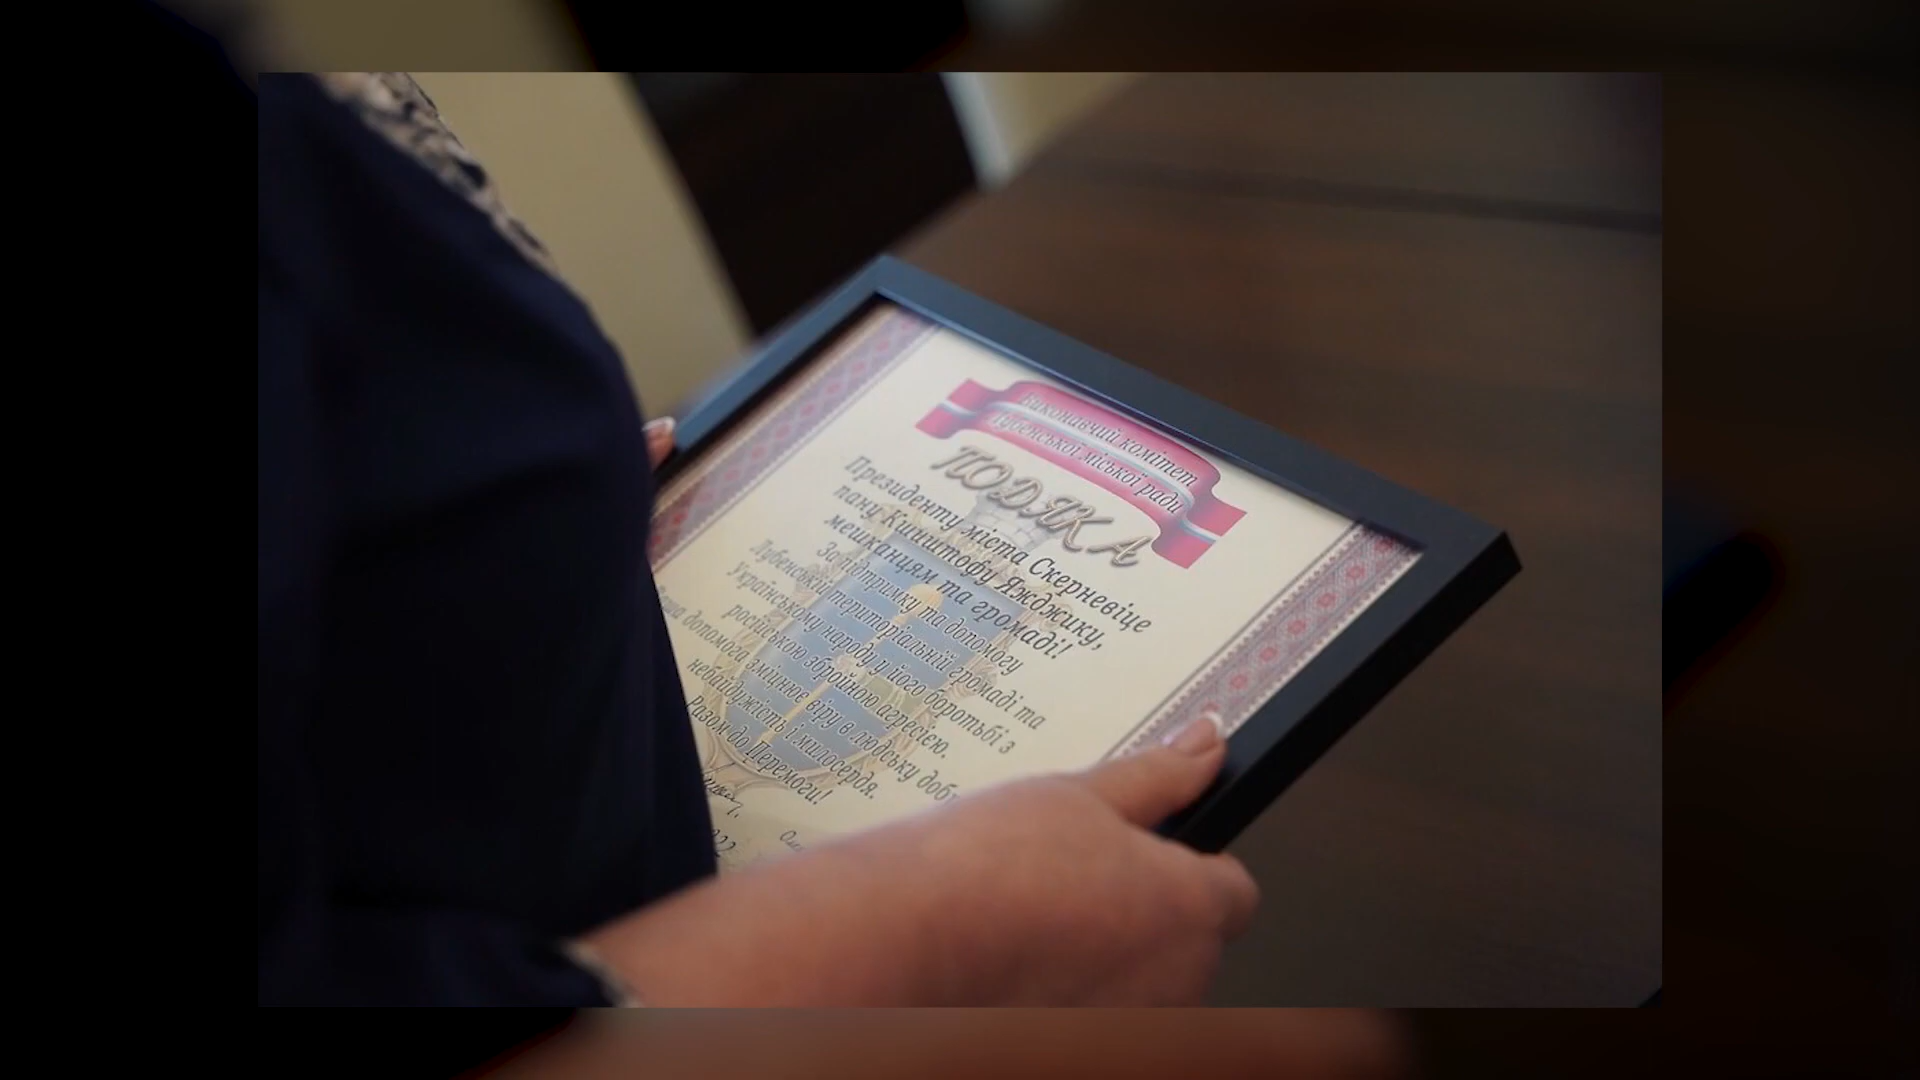 Виконавчий комітет
Лубенської міської ради
ПОДЯКА
Президенту міста Скерневіце
пану Кшиштофу Яжджику,
мешканцям та громаді!
За підтримку та допомогу
Лубенській територіальній громаді та
Українському народу у його боротьбі з
російською збройною агресією.
допомога зміцнює віру в людську
небайдужість і милосердя.
Разом до Перемоги!